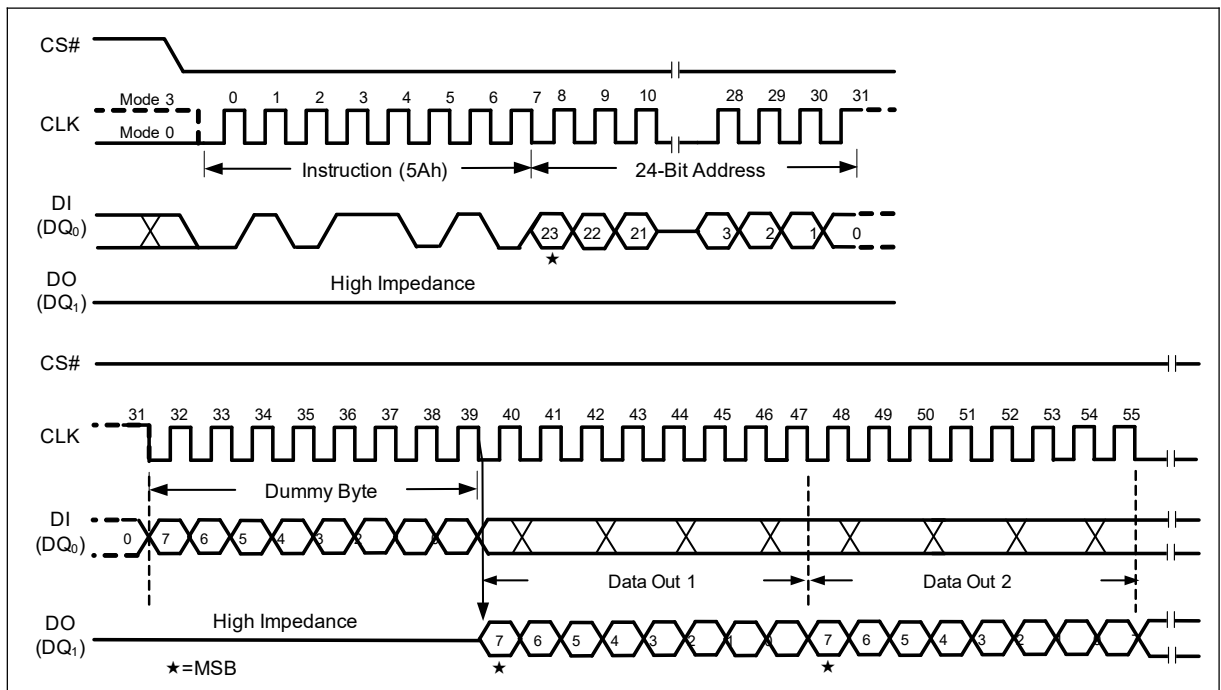 CS#
Mode 3 0 1 2 3 4 5 6 7 8 9 10 28 29 30 31
CLK
Mode 0
Instruction (5Ah) 24-Bit Address
DI
(DQ0) 23 22 21 3 2 1 0
★
DO High Impedance
(DQ1)
CS#
31 32 33 34 35 36 37 38 39 40 41 42 43 44 45 46 47 48 49 50 51 52 53 54 55
CLK
Dummy Byte
DI
(DQ0) 0 7 6 5 4 3 2 0
Data Out 1 Data Out 2
DO High Impedance
(DQ1) 7 6 5 4 3 2 1 0 7 6 5 4 3 2 7
★=MSB ★ ★